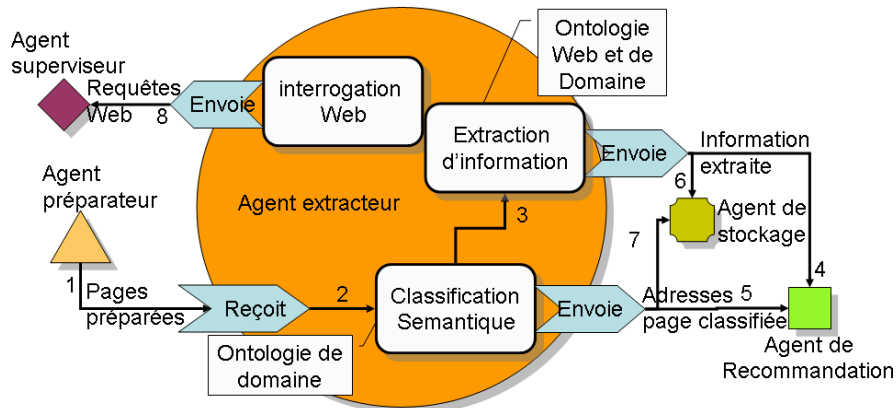 Agent
superviseur
Requêtes
Web
8
Envoie
interrogation
Web
Ontologie
Web et de
Domaine
Extraction
d'information
Envoie
Information
extraite
6
Agent
préparateur
Agent extracteur
3
7
Agent de
stockage
4
1
Pages
préparées
Reçoit
2
Classification
Semantique
Envoie
Adresses
page classifiée
5
Ontologie de
domaine
Agent de
Recommandation